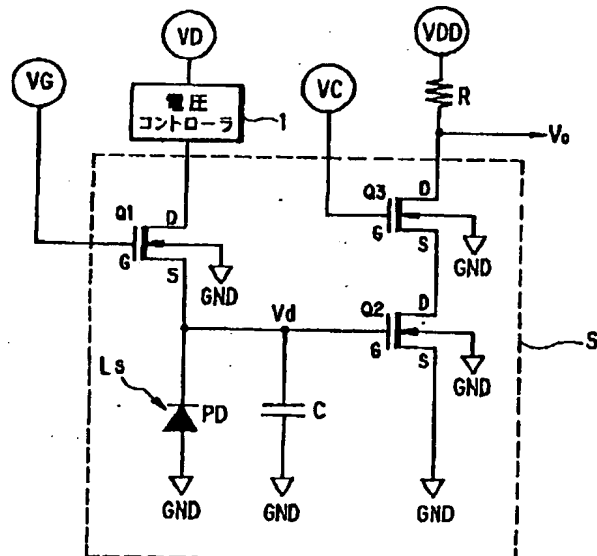 VD
VDD
VG
VC
電圧
コントローラ
1
R
Vo
Q1
D
G
S
GND
Q3
D
G
S
GND
Vd
Q2
D
G
S
GND
S
Ls
PD
C
GND
GND
GND